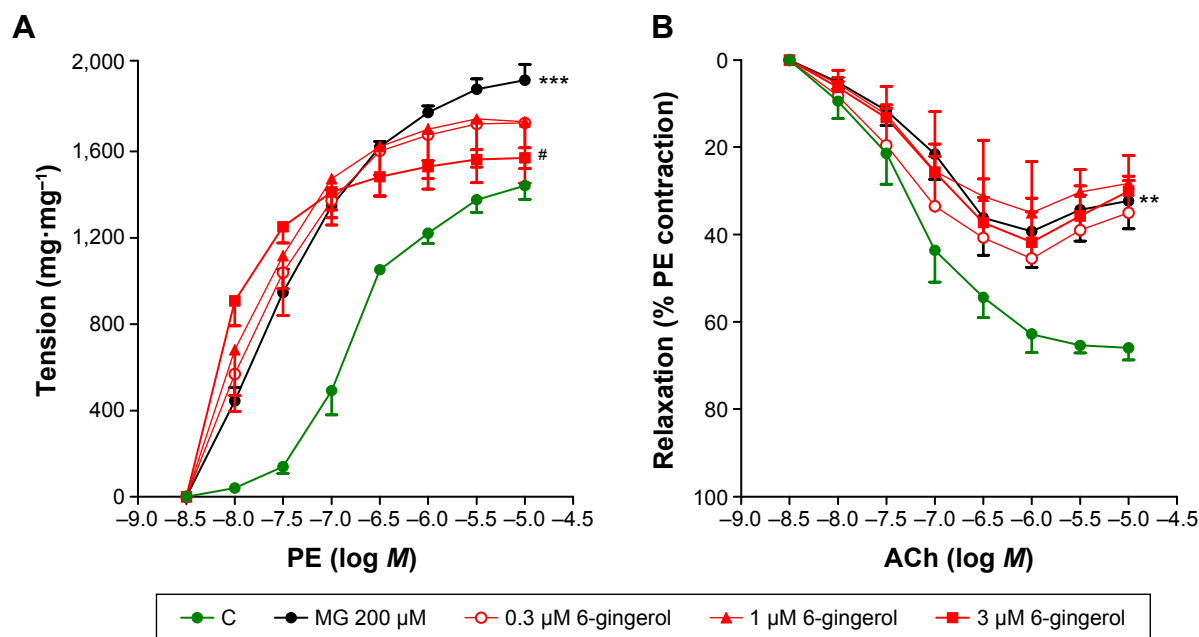 A
Tension (mg·mg⁻¹)
2,000
1,600
1,200
800
400
0
***
#
–9.0 –8.5 –8.0 –7.5 –7.0 –6.5 –6.0 –5.5 –5.0 –4.5
PE (log M)
B
Relaxation (% PE contraction)
0
20
40
60
80
100
**
–9.0 –8.5 –8.0 –7.5 –7.0 –6.5 –6.0 –5.5 –5.0 –4.5
ACh (log M)
C MG 200 µM 0.3 µM 6-gingerol 1 µM 6-gingerol 3 µM 6-gingerol